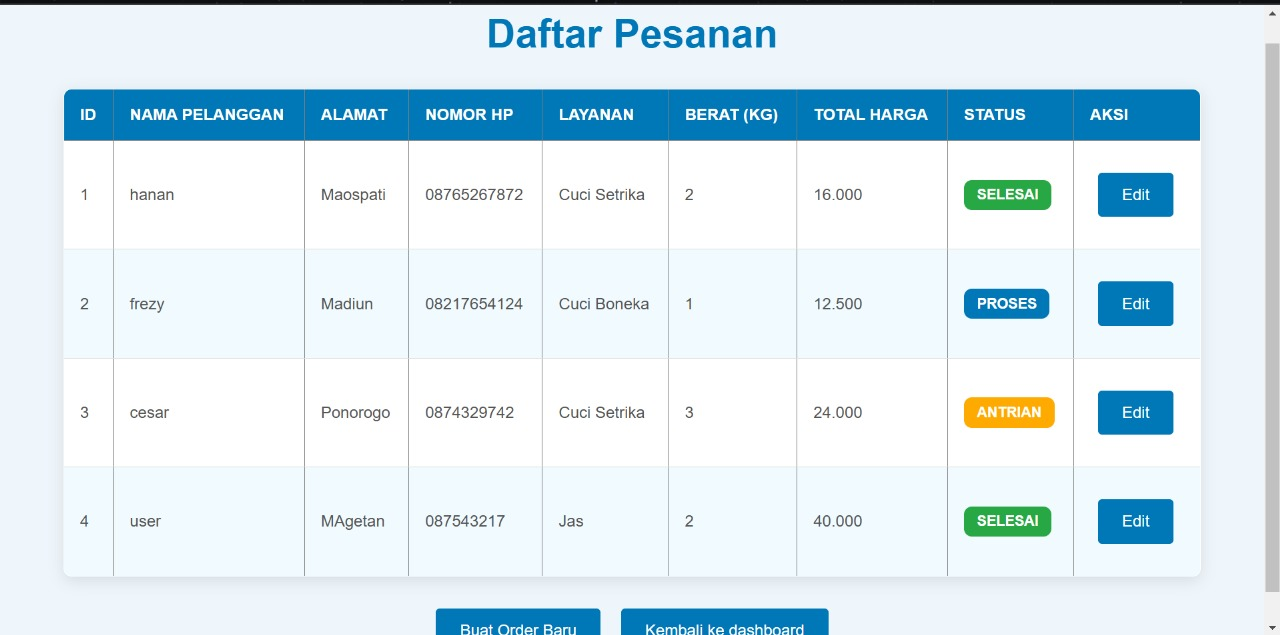 Daftar Pesanan
ID NAMA PELANGGAN ALAMAT NOMOR HP LAYANAN BERAT (KG) TOTAL HARGA STATUS AKSI
1 hanan Maospati 08765267872 Cuci Setrika 2 16.000 SELESAI Edit
2 frezy Madiun 08217654124 Cuci Boneka 1 12.500 PROSES Edit
3 cesar Ponorogo 0874329742 Cuci Setrika 3 24.000 ANTRIAN Edit
4 user MAgetan 087543217 Jas 2 40.000 SELESAI Edit
Buat Order Baru Kembali ke dashboard